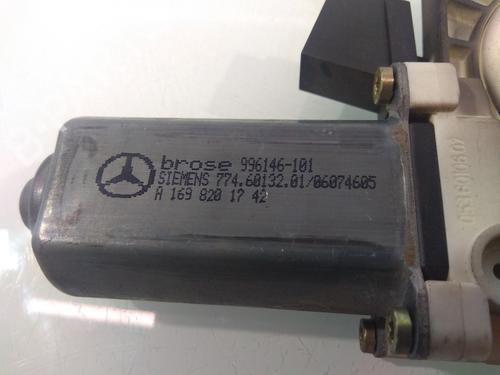 brose 996146-101
SIEMENS 774.60132.01/06074605
A 169 820 17 42